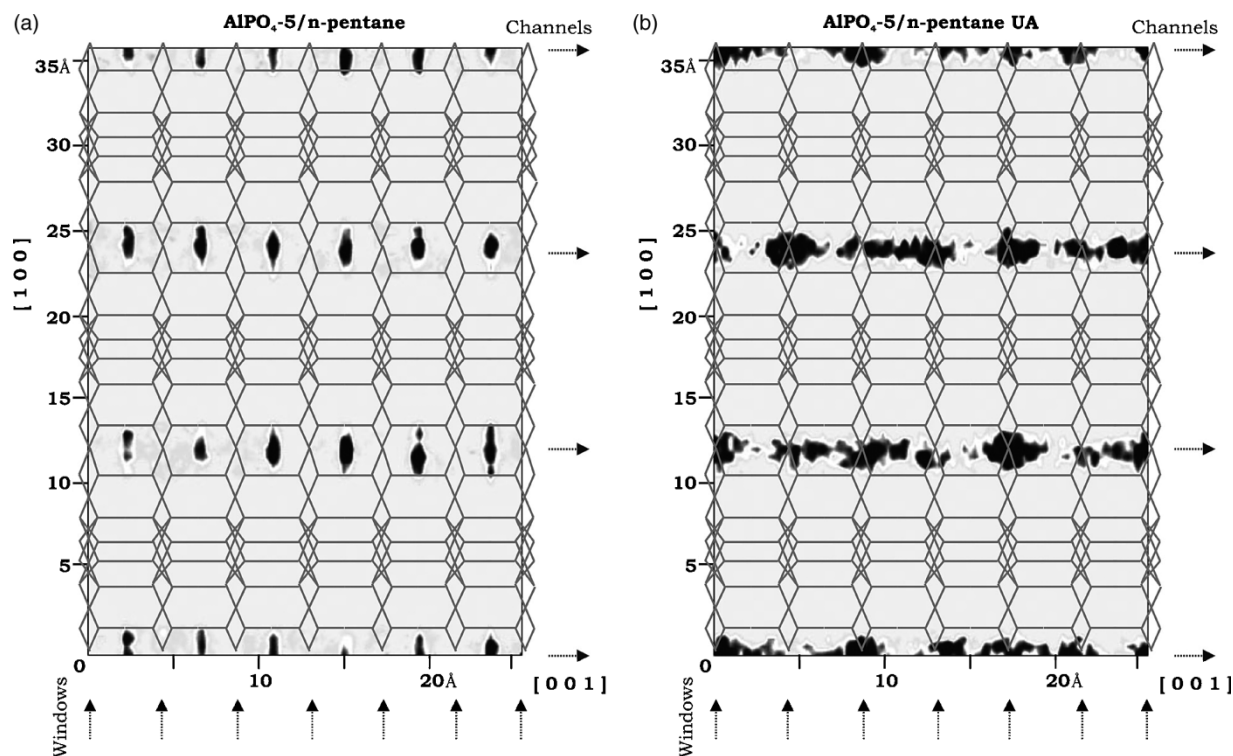 (a)
AlPO₄-5/n-pentane
Channels
35Å
30
25
[ 1 0 0 ]
20
15
10
5
0
10
20Å
[ 0 0 1 ]
Windows
(b)
AlPO₄-5/n-pentane UA
Channels
35Å
30
25
[ 1 0 0 ]
20
15
10
5
0
10
20Å
[ 0 0 1 ]
Windows